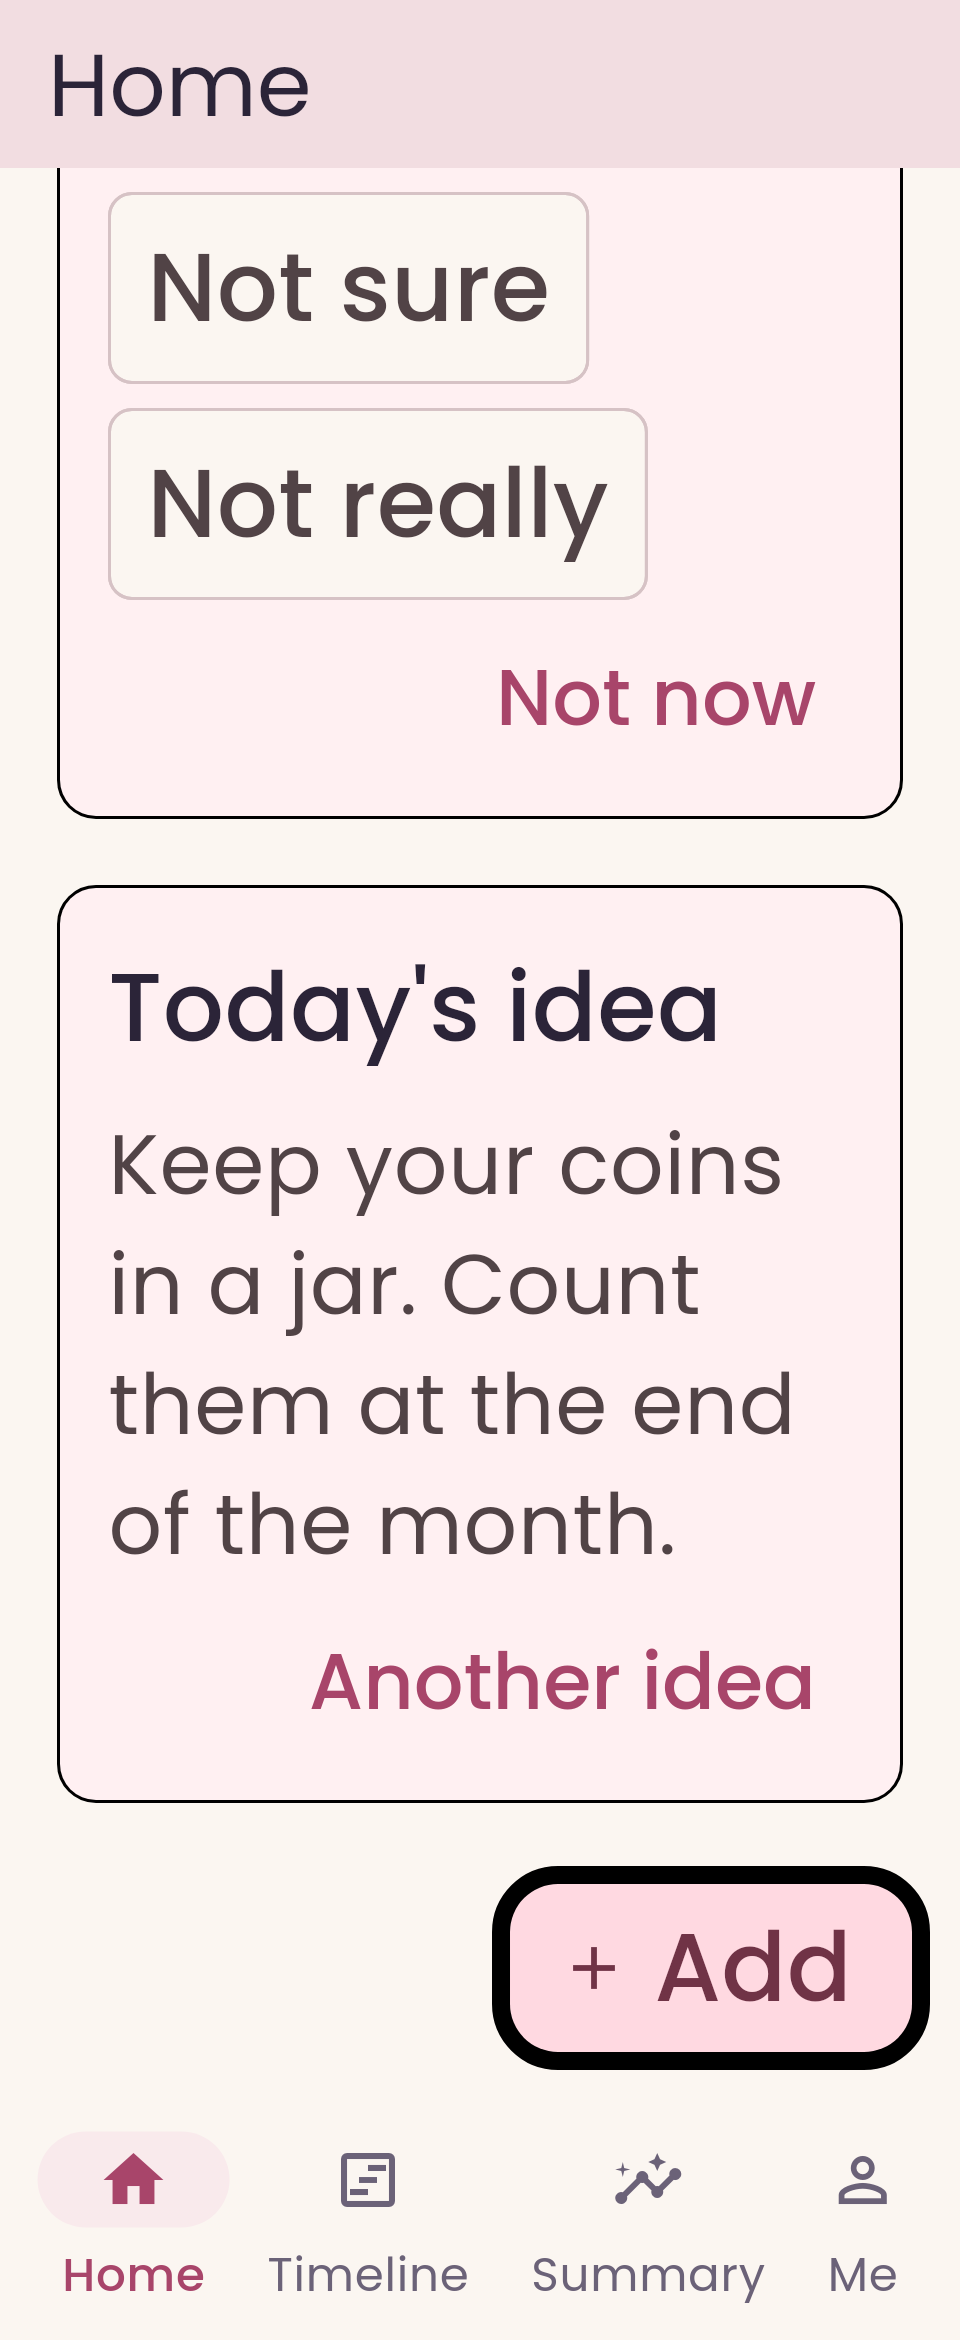 Home
Not sure
Not really
Not now
Today's idea
Keep your coins
in a jar. Count
them at the end
of the month.
Another idea
+ Add
Home
Timeline
Summary
Me